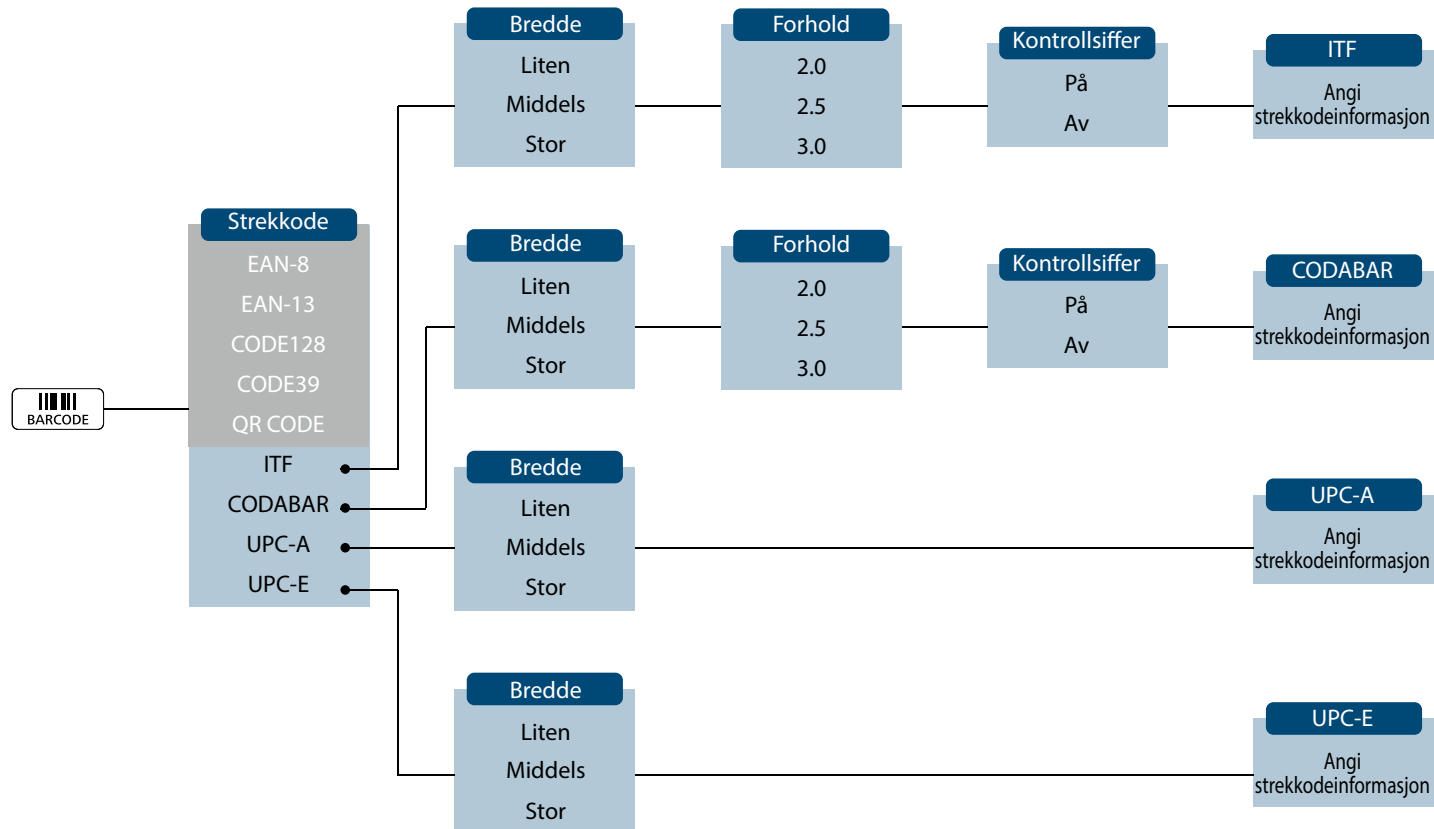 BARCODE
Strekkode
EAN-8
EAN-13
CODE128
CODE39
QR CODE
ITF
CODABAR
UPC-A
UPC-E
Bredde
Liten
Middels
Stor
Forhold
2.0
2.5
3.0
Kontrollsiffer
På
Av
ITF
Angi
strekkodeinformasjon
Bredde
Liten
Middels
Stor
Forhold
2.0
2.5
3.0
Kontrollsiffer
På
Av
CODABAR
Angi
strekkodeinformasjon
Bredde
Liten
Middels
Stor
UPC-A
Angi
strekkodeinformasjon
Bredde
Liten
Middels
Stor
UPC-E
Angi
strekkodeinformasjon